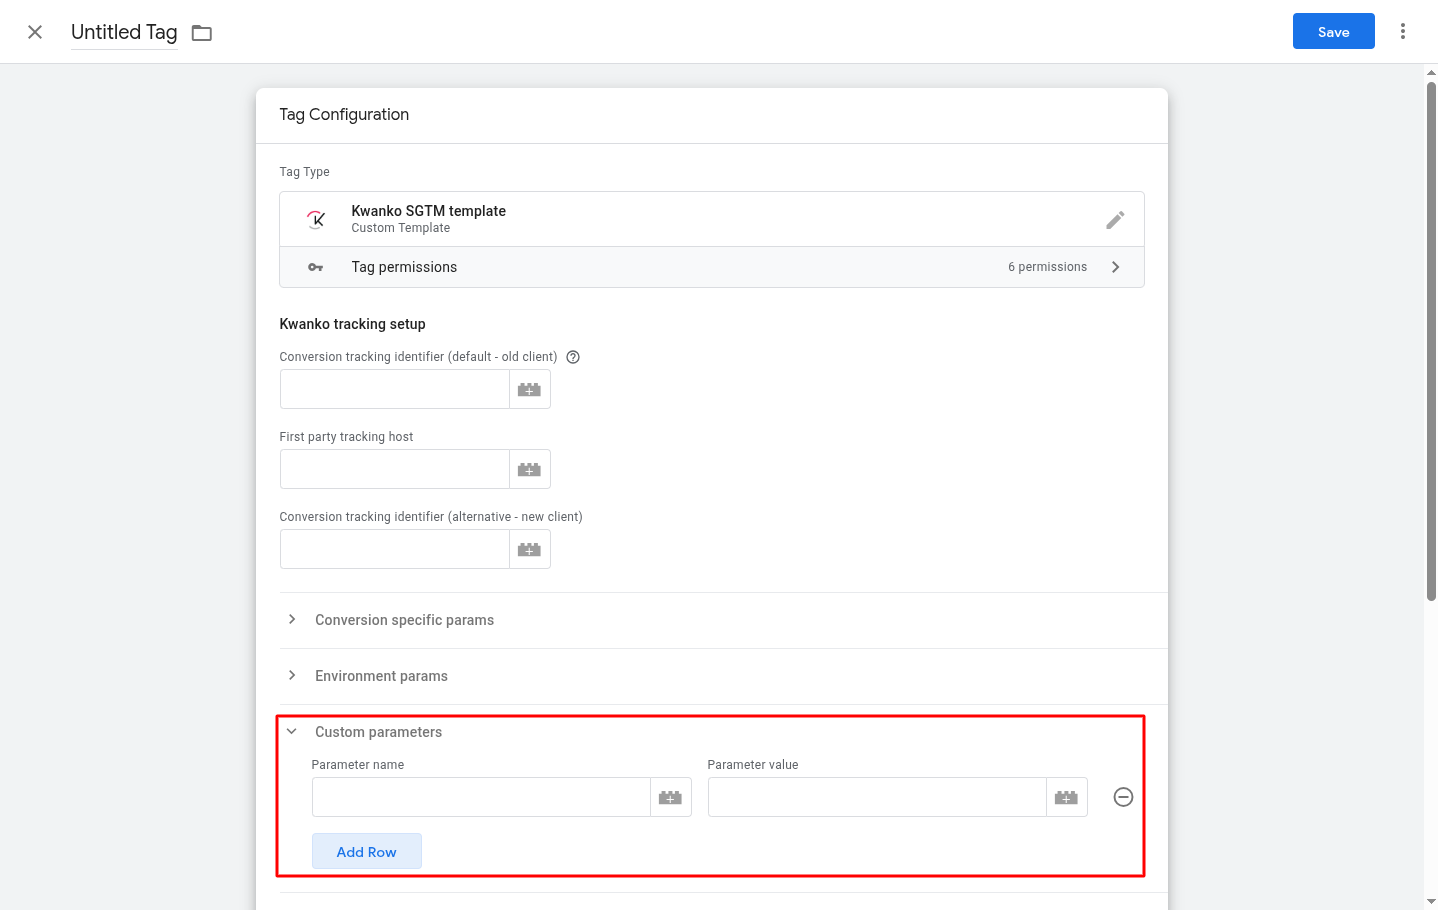 Untitled Tag
Save
Tag Configuration
Tag Type
Kwanko SGTM template
Custom Template
Tag permissions
6 permissions
Kwanko tracking setup
Conversion tracking identifier (default - old client)
First party tracking host
Conversion tracking identifier (alternative - new client)
Conversion specific params
Environment params
Custom parameters
Parameter name
Parameter value
Add Row